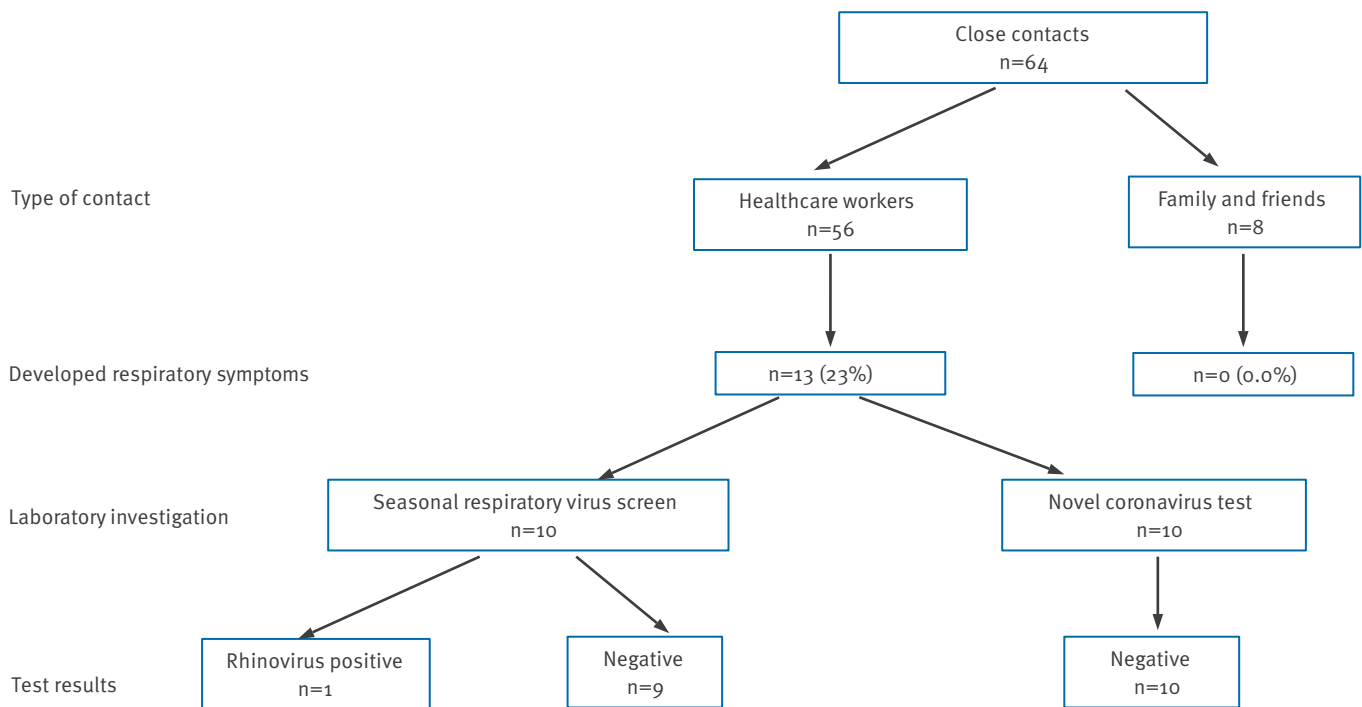 Close contacts
n=64
Type of contact
Healthcare workers
n=56
Family and friends
n=8
Developed respiratory symptoms
n=13 (23%)
n=0 (0.0%)
Laboratory investigation
Seasonal respiratory virus screen
n=10
Novel coronavirus test
n=10
Test results
Rhinovirus positive
n=1
Negative
n=9
Negative
n=10